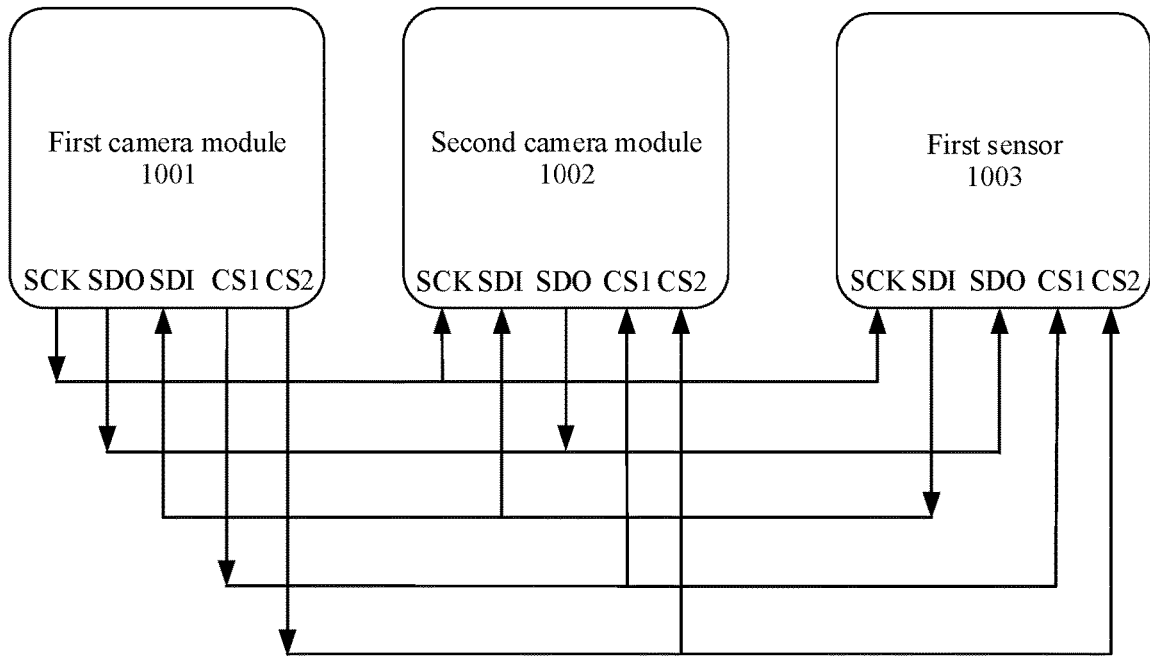 First camera module
1001
Second camera module
1002
First sensor
1003
SCK SDO SDI CS1 CS2
SCK SDI SDO CS1 CS2
SCK SDI SDO CS1 CS2